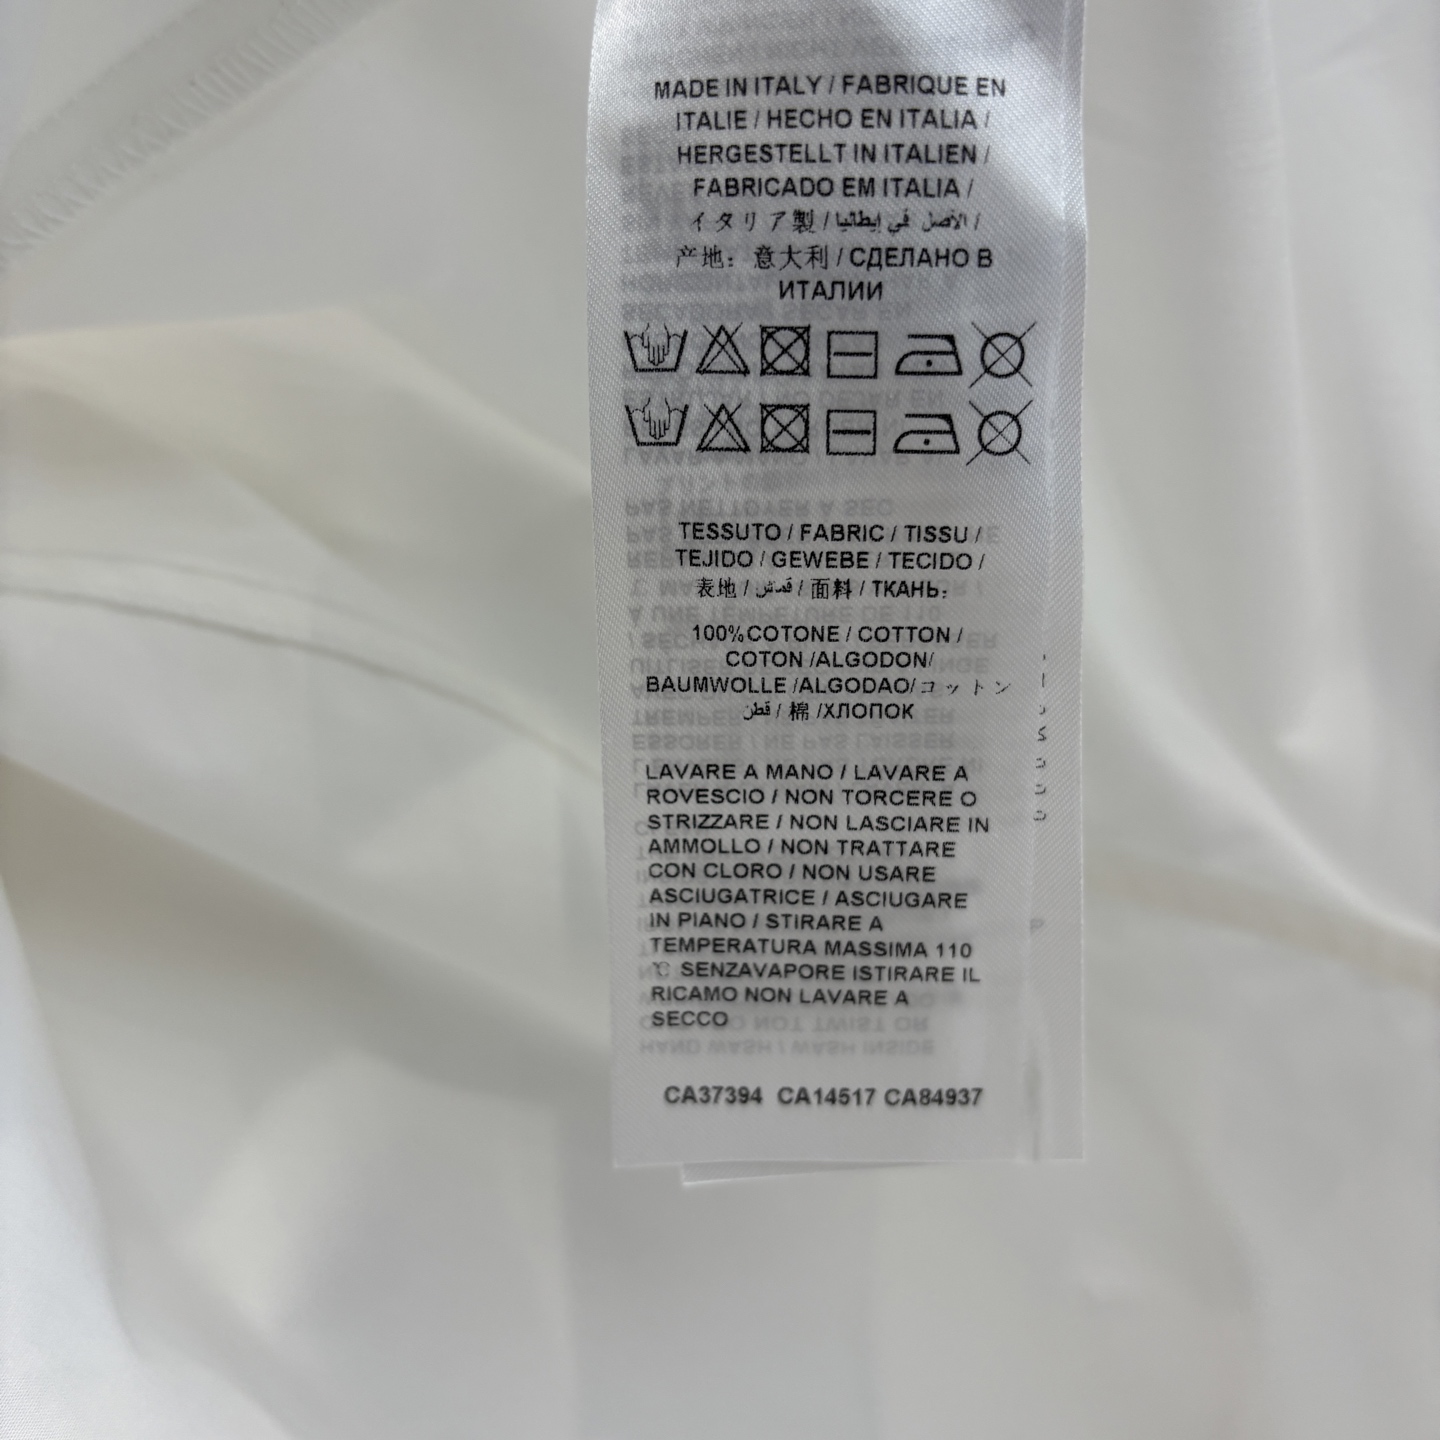 MADE IN ITALY / FABRIQUE EN
ITALIE / HECHO EN ITALIA /
HERGESTELLT IN ITALIEN /
FABRICADO EM ITALIA /
イタリア製 / الأصل في إيطاليا /
产地：意大利 / СДЕЛАНО В
ИТАЛИИ
TESSUTO / FABRIC / TISSU /
TEJIDO / GEWEBE / TECIDO /
表地 / قماش / 面料 / ТКАНЬ:
100%COTONE / COTTON /
COTON /ALGODON/
BAUMWOLLE /ALGODAO/コットン
قطن / 棉 /ХЛОПОК
LAVARE A MANO / LAVARE A
ROVESCIO / NON TORCERE O
STRIZZARE / NON LASCIARE IN
AMMOLLO / NON TRATTARE
CON CLORO / NON USARE
ASCIUGATRICE / ASCIUGARE
IN PIANO / STIRARE A
TEMPERATURA MASSIMA 110
℃ SENZAVAPORE ISTIRARE IL
RICAMO NON LAVARE A
SECCO
CA37394 CA14517 CA84937